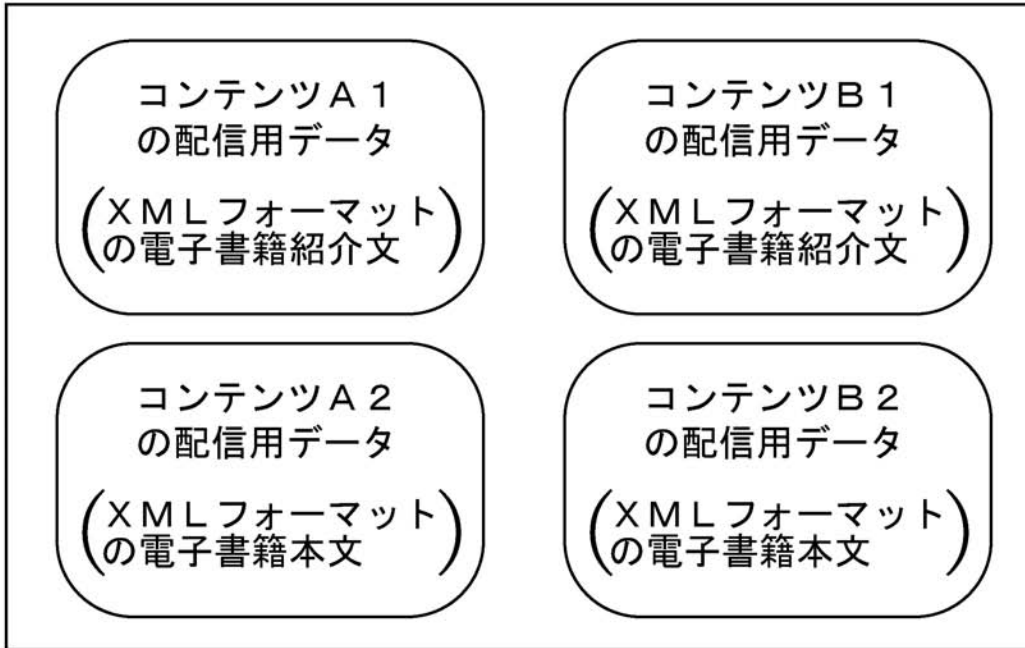 コンテンツA1
の配信用データ
(XMLフォーマット
の電子書籍紹介文)
コンテンツB1
の配信用データ
(XMLフォーマット
の電子書籍紹介文)
コンテンツA2
の配信用データ
(XMLフォーマット
の電子書籍本文)
コンテンツB2
の配信用データ
(XMLフォーマット
の電子書籍本文)